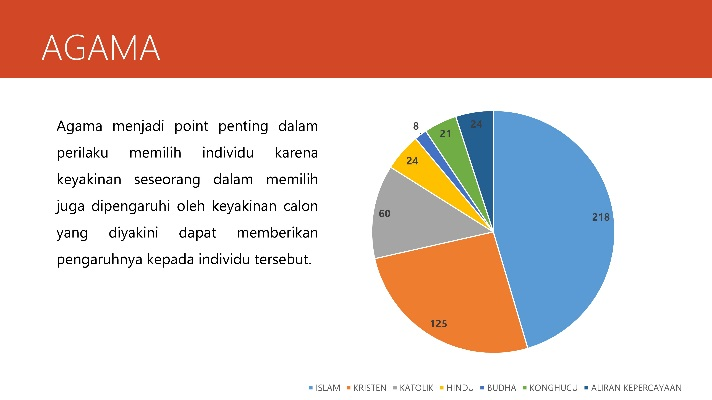 AGAMA
Agama menjadi point penting dalam
perilaku memilih individu karena
keyakinan seseorang dalam memilih
juga dipengaruhi oleh keyakinan calon
yang diyakini dapat memberikan
pengaruhnya kepada individu tersebut.
218
125
60
24
8
21
24
ISLAM KRISTEN KATOLIK HINDU BUDHA KONGHUCU ALIRAN KEPERCAYAAN